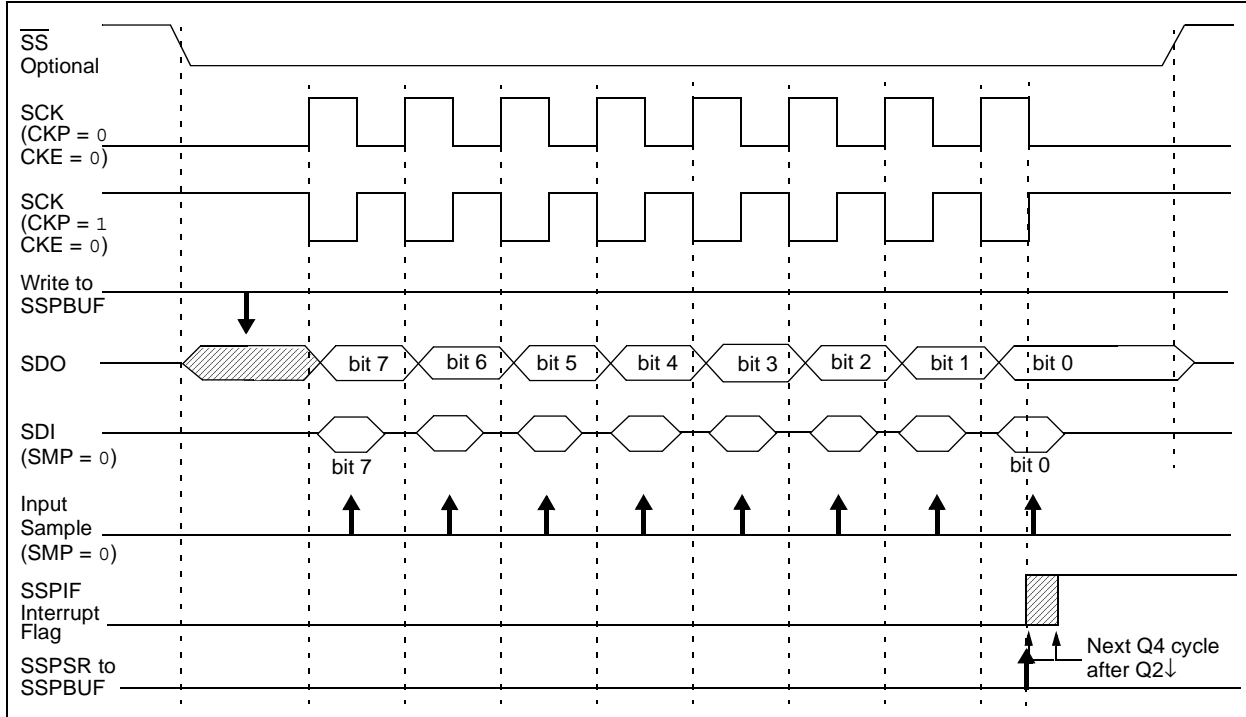 SS
Optional
SCK
(CKP = 0
CKE = 0)
SCK
(CKP = 1
CKE = 0)
Write to
SSPBUF
SDO
bit 7
bit 6
bit 5
bit 4
bit 3
bit 2
bit 1
bit 0
SDI
(SMP = 0)
bit 7
bit 0
Input
Sample
(SMP = 0)
SSPIF
Interrupt
Flag
Next Q4 cycle
after Q2↓
SSPSR to
SSPBUF